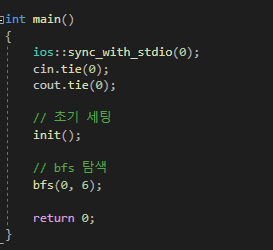 int main()
{
ios::sync_with_stdio(0);
cin.tie(0);
cout.tie(0);
// 초기 세팅
init();
// bfs 탐색
bfs(0, 6);
return 0;
}